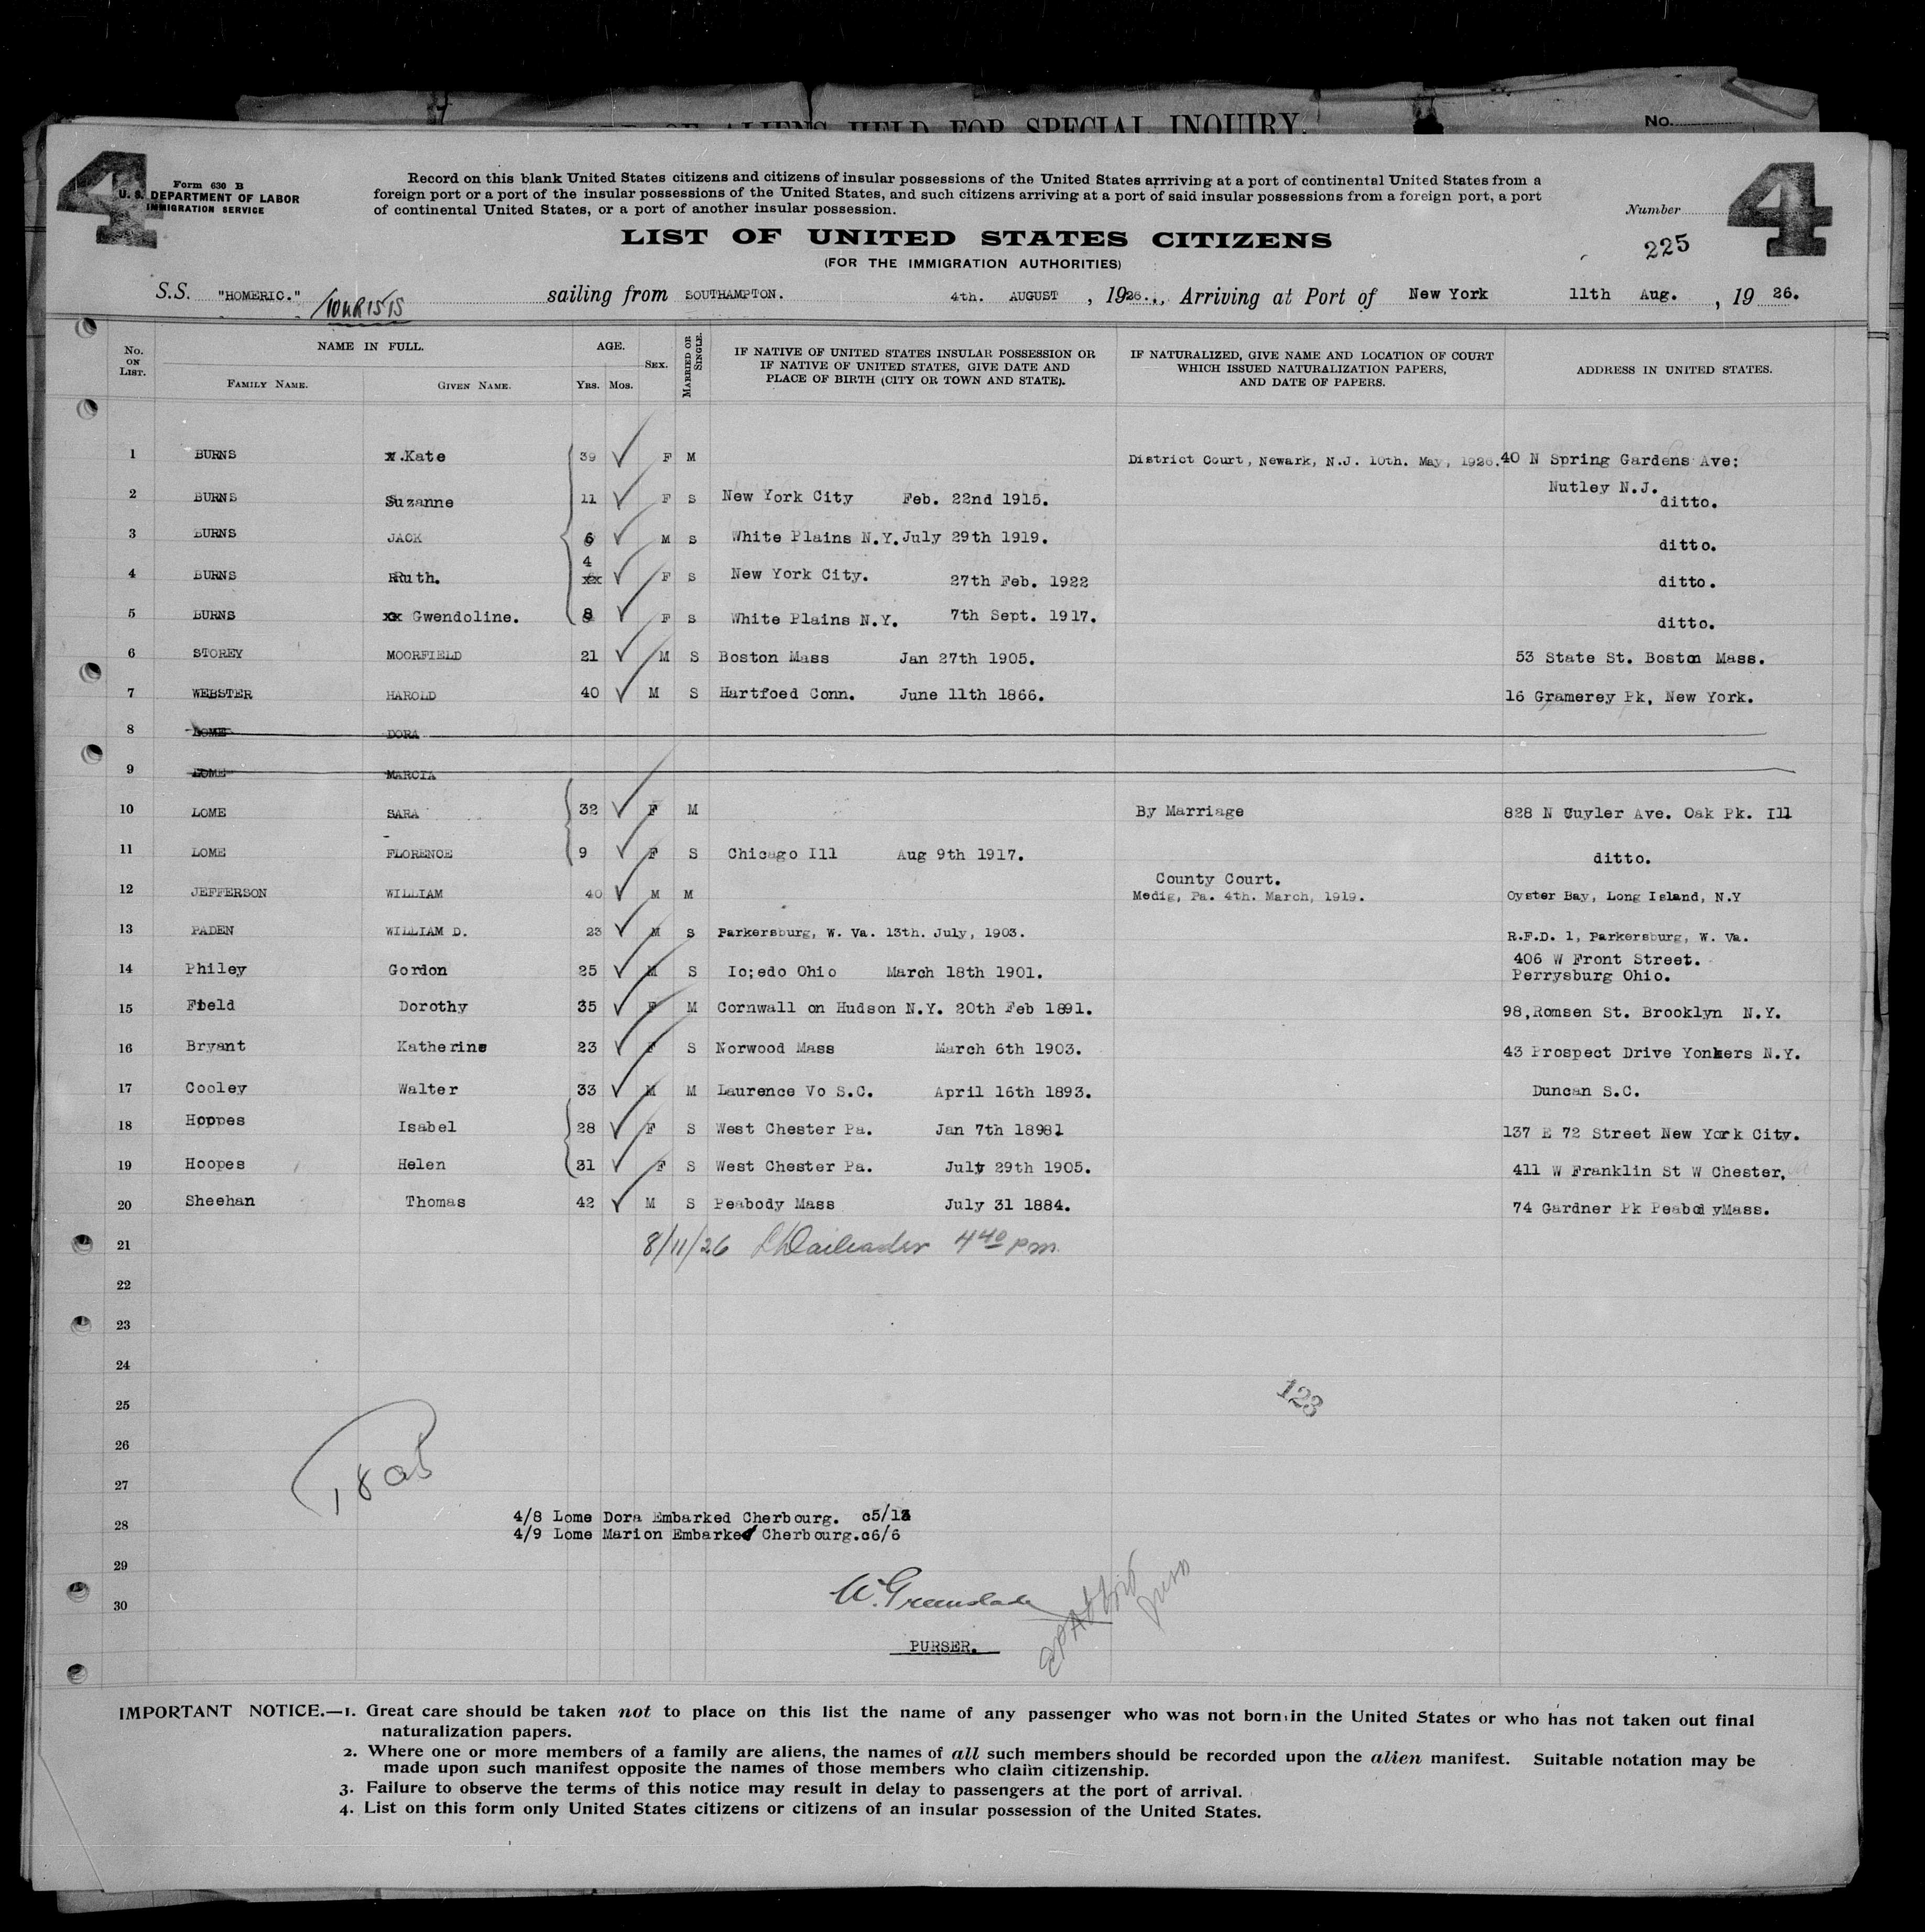 LIST OF ALIENS HELD FOR SPECIAL INQUIRY.
No.
4
4
Form 630 B
U. S. DEPARTMENT OF LABOR
IMMIGRATION SERVICE
Record on this blank United States citizens and citizens of insular possessions of the United States arrriving at a port of continental United States from a
foreign port or a port of the insular possessions of the United States, and such citizens arriving at a port of said insular possessions from a foreign port, a port
of continental United States, or a port of another insular possession.
Number
225
LIST OF UNITED STATES CITIZENS
(FOR THE IMMIGRATION AUTHORITIES)
S.S. "HOMERIC." TOURISTS sailing from SOUTHAMPTON. 4th. AUGUST, 1926., Arriving at Port of New York 11th Aug., 19 26.
No. ON LIST. NAME IN FULL. AGE. SEX. MARRIED OR SINGLE. IF NATIVE OF UNITED STATES INSULAR POSSESSION OR IF NATIVE OF UNITED STATES, GIVE DATE AND PLACE OF BIRTH (CITY OR TOWN AND STATE). IF NATURALIZED, GIVE NAME AND LOCATION OF COURT WHICH ISSUED NATURALIZATION PAPERS, AND DATE OF PAPERS. ADDRESS IN UNITED STATES.
FAMILY NAME. GIVEN NAME. YRS. MOS.
1 BURNS x.Kate 39 F M District Court, Newark, N.J. 10th. May, 1926. 40 N Spring Gardens Ave:
Nutley N.J.
2 BURNS Suzanne 11 F S New York City Feb. 22nd 1915. ditto.
3 BURNS JACK 6 M S White Plains N.Y. July 29th 1919. ditto.
4 BURNS Ruth. 4 xx F S New York City. 27th Feb. 1922 ditto.
5 BURNS xx Gwendoline. 8 F S White Plains N.Y. 7th Sept. 1917. ditto.
6 STOREY MOORFIELD 21 M S Boston Mass Jan 27th 1905. 53 State St. Boston Mass.
7 WEBSTER HAROLD 40 M S Hartfoed Conn. June 11th 1866. 16 Gramerey Pk, New York.
8 LOME DORA
9 LOME MARCIA
10 LOME SARA 32 F M By Marriage 828 N Cuyler Ave. Oak Pk. Ill
11 LOME FLORENCE 9 F S Chicago Ill Aug 9th 1917. ditto.
County Court.
12 JEFFERSON WILLIAM 40 M M Medig, Pa. 4th. March, 1919. Oyster Bay, Long Island, N.Y
13 PADEN WILLIAM D. 23 M S Parkersburg, W. Va. 13th. July, 1903. R.F.D. 1, Parkersburg, W. Va.
14 Philey Gordon 25 M S Io;edo Ohio March 18th 1901. 406 W Front Street.
Perrysburg Ohio.
15 Field Dorothy 35 F M Cornwall on Hudson N.Y. 20th Feb 1891. 98,Romsen St. Brooklyn N.Y.
16 Bryant Katherine 23 F S Norwood Mass March 6th 1903. 43 Prospect Drive Yonkers N.Y.
17 Cooley Walter 33 M M Laurence Vo S.C. April 16th 1893. Duncan S.C.
18 Hoopes Isabel 28 F S West Chester Pa. Jan 7th 18981 137 E 72 Street New York City.
19 Hoopes Helen 31 F S West Chester Pa. July 29th 1905. 411 W Franklin St W Chester,
20 Sheehan Thomas 42 M S Peabody Mass July 31 1884. 74 Gardner Pk PeabodyMass.
21 8/11/26 440 pm
22
23
24
25
123
26
27
4/8 Lome Dora Embarked Cherbourg. c5/13
28
4/9 Lome Marion Embarked Cherbourg.c6/6
29
W. Greenslade
30
PURSER.
IMPORTANT NOTICE.—1. Great care should be taken not to place on this list the name of any passenger who was not born in the United States or who has not taken out final
naturalization papers.
2. Where one or more members of a family are aliens, the names of all such members should be recorded upon the alien manifest. Suitable notation may be
made upon such manifest opposite the names of those members who claim citizenship.
3. Failure to observe the terms of this notice may result in delay to passengers at the port of arrival.
4. List on this form only United States citizens or citizens of an insular possession of the United States.